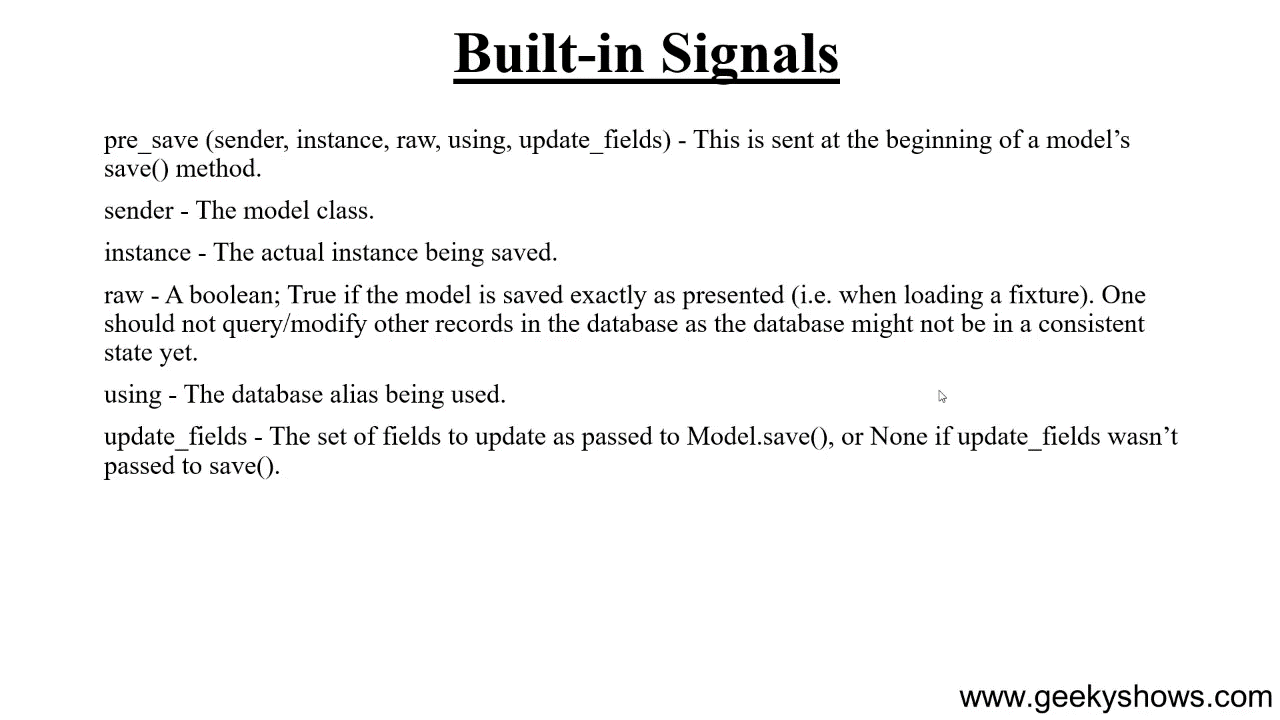 Built-in Signals
pre_save (sender, instance, raw, using, update_fields) - This is sent at the beginning of a model’s
save() method.
sender - The model class.
instance - The actual instance being saved.
raw - A boolean; True if the model is saved exactly as presented (i.e. when loading a fixture). One
should not query/modify other records in the database as the database might not be in a consistent
state yet.
using - The database alias being used.
update_fields - The set of fields to update as passed to Model.save(), or None if update_fields wasn’t
passed to save().
www.geekyshows.com